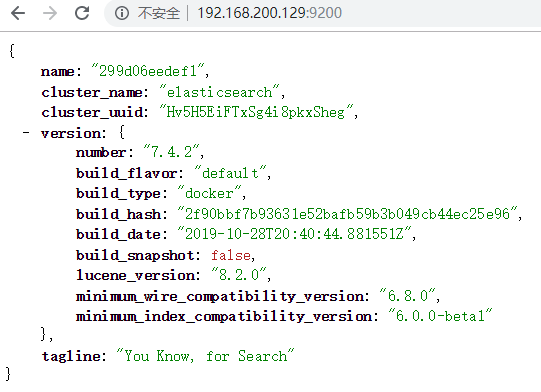 不安全 192.168.200.129:9200
{
name: "299d06eedef1",
cluster_name: "elasticsearch",
cluster_uuid: "Hv5H5EiFTxSg4i8pkxSheg",
- version: {
number: "7.4.2",
build_flavor: "default",
build_type: "docker",
build_hash: "2f90bbf7b93631e52bafb59b3b049cb44ec25e96",
build_date: "2019-10-28T20:40:44.881551Z",
build_snapshot: false,
lucene_version: "8.2.0",
minimum_wire_compatibility_version: "6.8.0",
minimum_index_compatibility_version: "6.0.0-beta1"
},
tagline: "You Know, for Search"
}